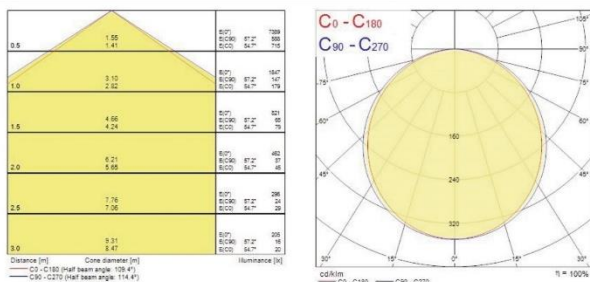 0.5
1.55
1.41
E(0°) 7389
E(C90) 57.2° 588
E(C0) 54.7° 715
1.0
3.10
2.82
E(0°) 1847
E(C90) 57.2° 147
E(C0) 54.7° 179
1.5
4.66
4.24
E(0°) 821
E(C90) 57.2° 65
E(C0) 54.7° 79
2.0
6.21
5.65
E(0°) 462
E(C90) 57.2° 37
E(C0) 54.7° 45
2.5
7.76
7.06
E(0°) 296
E(C90) 57.2° 24
E(C0) 54.7° 29
3.0
9.31
8.47
E(0°) 205
E(C90) 57.2° 16
E(C0) 54.7° 20
Distance [m] Cone diameter [m] Illuminance [lx]
C0 - C180 (Half beam angle: 109.4°)
C90 - C270 (Half beam angle: 114.4°)
C0 - C180
C90 - C270
-105° 105°
-90° 90°
-75° 75°
160
-60° 60°
240
-45° 45°
320
-30° -15° 0° 15° 30°
cd/klm η = 100%
C0 - C180 C90 - C270